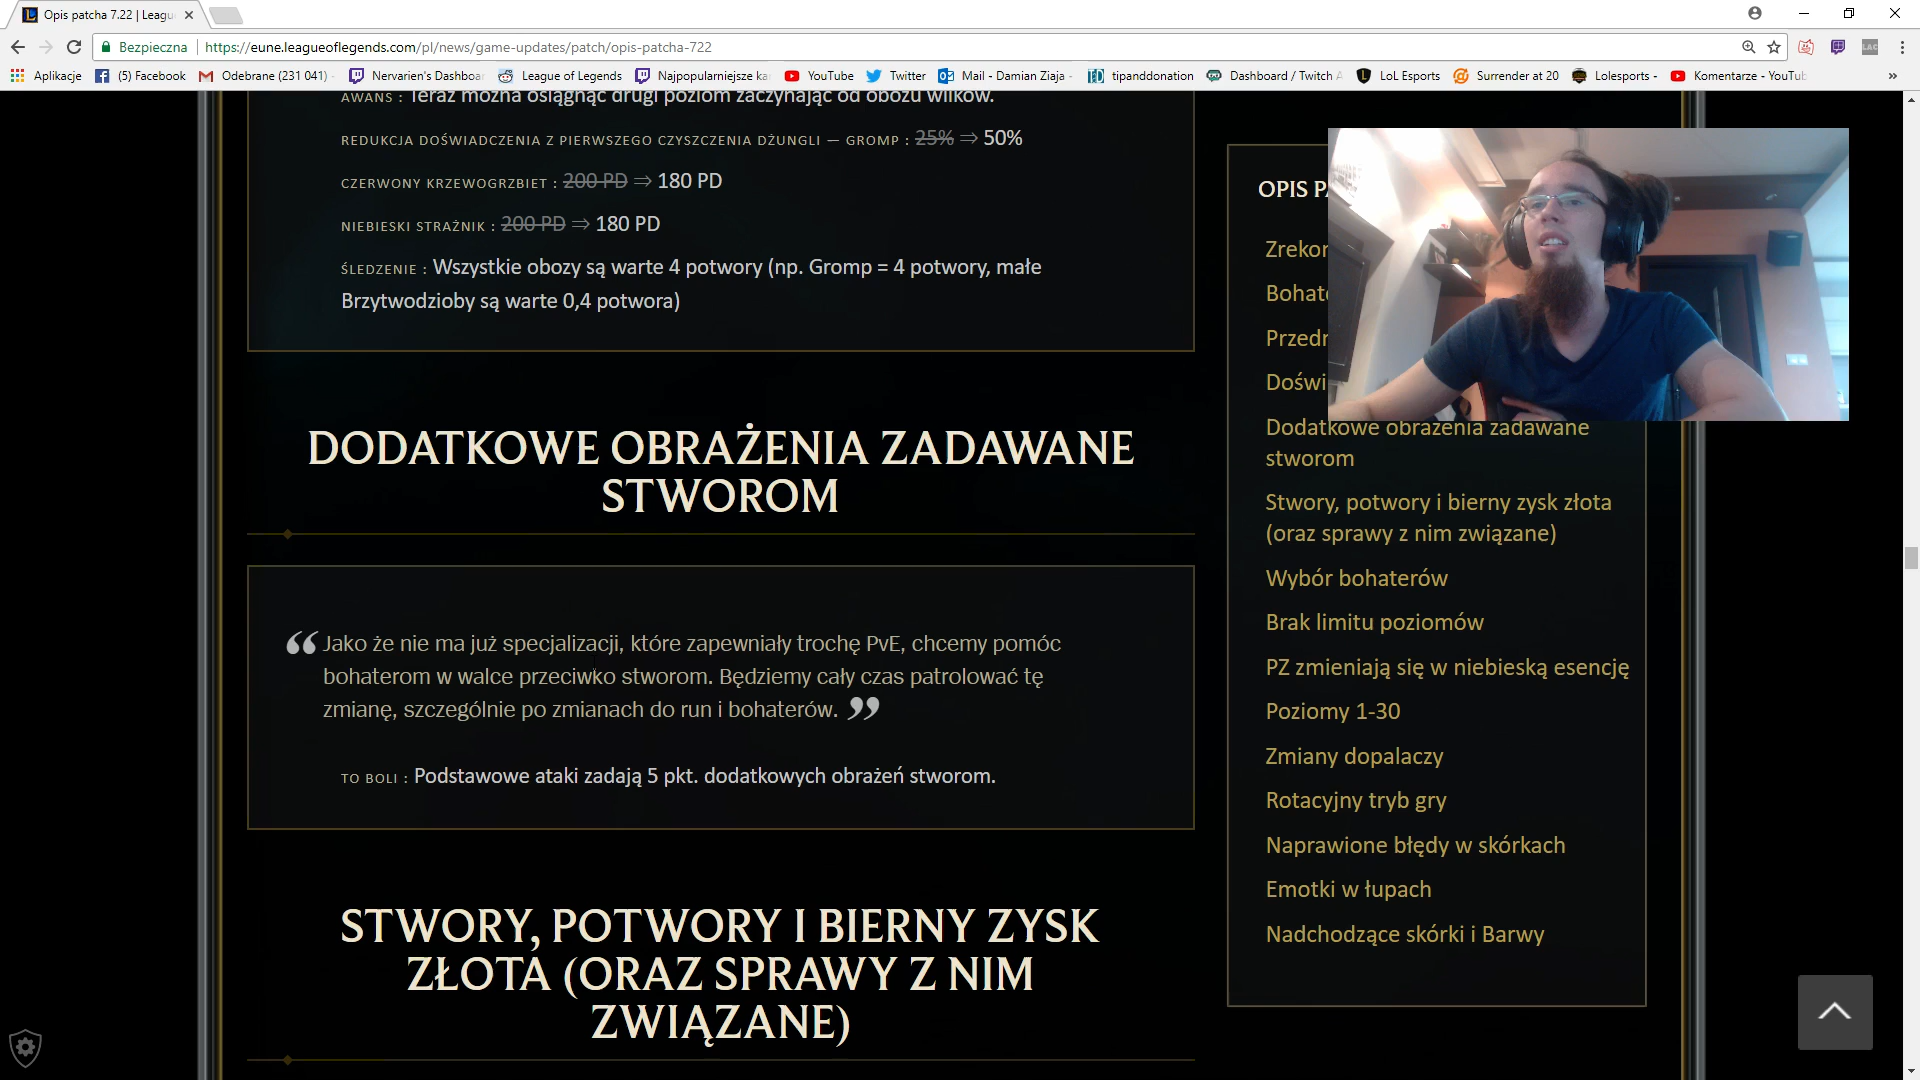 Opis patcha 7.22 | Leagu
Bezpieczna
https://eune.leagueoflegends.com/pl/news/game-updates/patch/opis-patcha-722
Aplikacje
(5) Facebook
Odebrane (231 041)
Nervarien's Dashboa
League of Legends
Najpopularniejsze ka
YouTube
Twitter
Mail - Damian Ziaja -
tipanddonation
Dashboard / Twitch A
LoL Esports
Surrender at 20
Lolesports -
Komentarze - YouTub
»
AWANS : Teraz można osiągnąć drugi poziom zaczynając od obozu wilków.
REDUKCJA DOŚWIADCZENIA Z PIERWSZEGO CZYSZCZENIA DŻUNGLI — GROMP : 25% ⇒ 50%
CZERWONY KRZEWOGRZBIET : 200 PD ⇒ 180 PD
NIEBIESKI STRAŻNIK : 200 PD ⇒ 180 PD
ŚLEDZENIE : Wszystkie obozy są warte 4 potwory (np. Gromp = 4 potwory, małe
Brzytwodzioby są warte 0,4 potwora)
DODATKOWE OBRAŻENIA ZADAWANE
STWOROM
“ Jako że nie ma już specjalizacji, które zapewniały trochę PvE, chcemy pomóc
bohaterom w walce przeciwko stworom. Będziemy cały czas patrolować tę
zmianę, szczególnie po zmianach do run i bohaterów. ”
TO BOLI : Podstawowe ataki zadają 5 pkt. dodatkowych obrażeń stworom.
STWORY, POTWORY I BIERNY ZYSK
ZŁOTA (ORAZ SPRAWY Z NIM
ZWIĄZANE)
OPIS PA
Zrekon
Bohate
Przedm
Doświ
Dodatkowe obrażenia zadawane
stworom
Stwory, potwory i bierny zysk złota
(oraz sprawy z nim związane)
Wybór bohaterów
Brak limitu poziomów
PZ zmieniają się w niebieską esencję
Poziomy 1-30
Zmiany dopalaczy
Rotacyjny tryb gry
Naprawione błędy w skórkach
Emotki w łupach
Nadchodzące skórki i Barwy